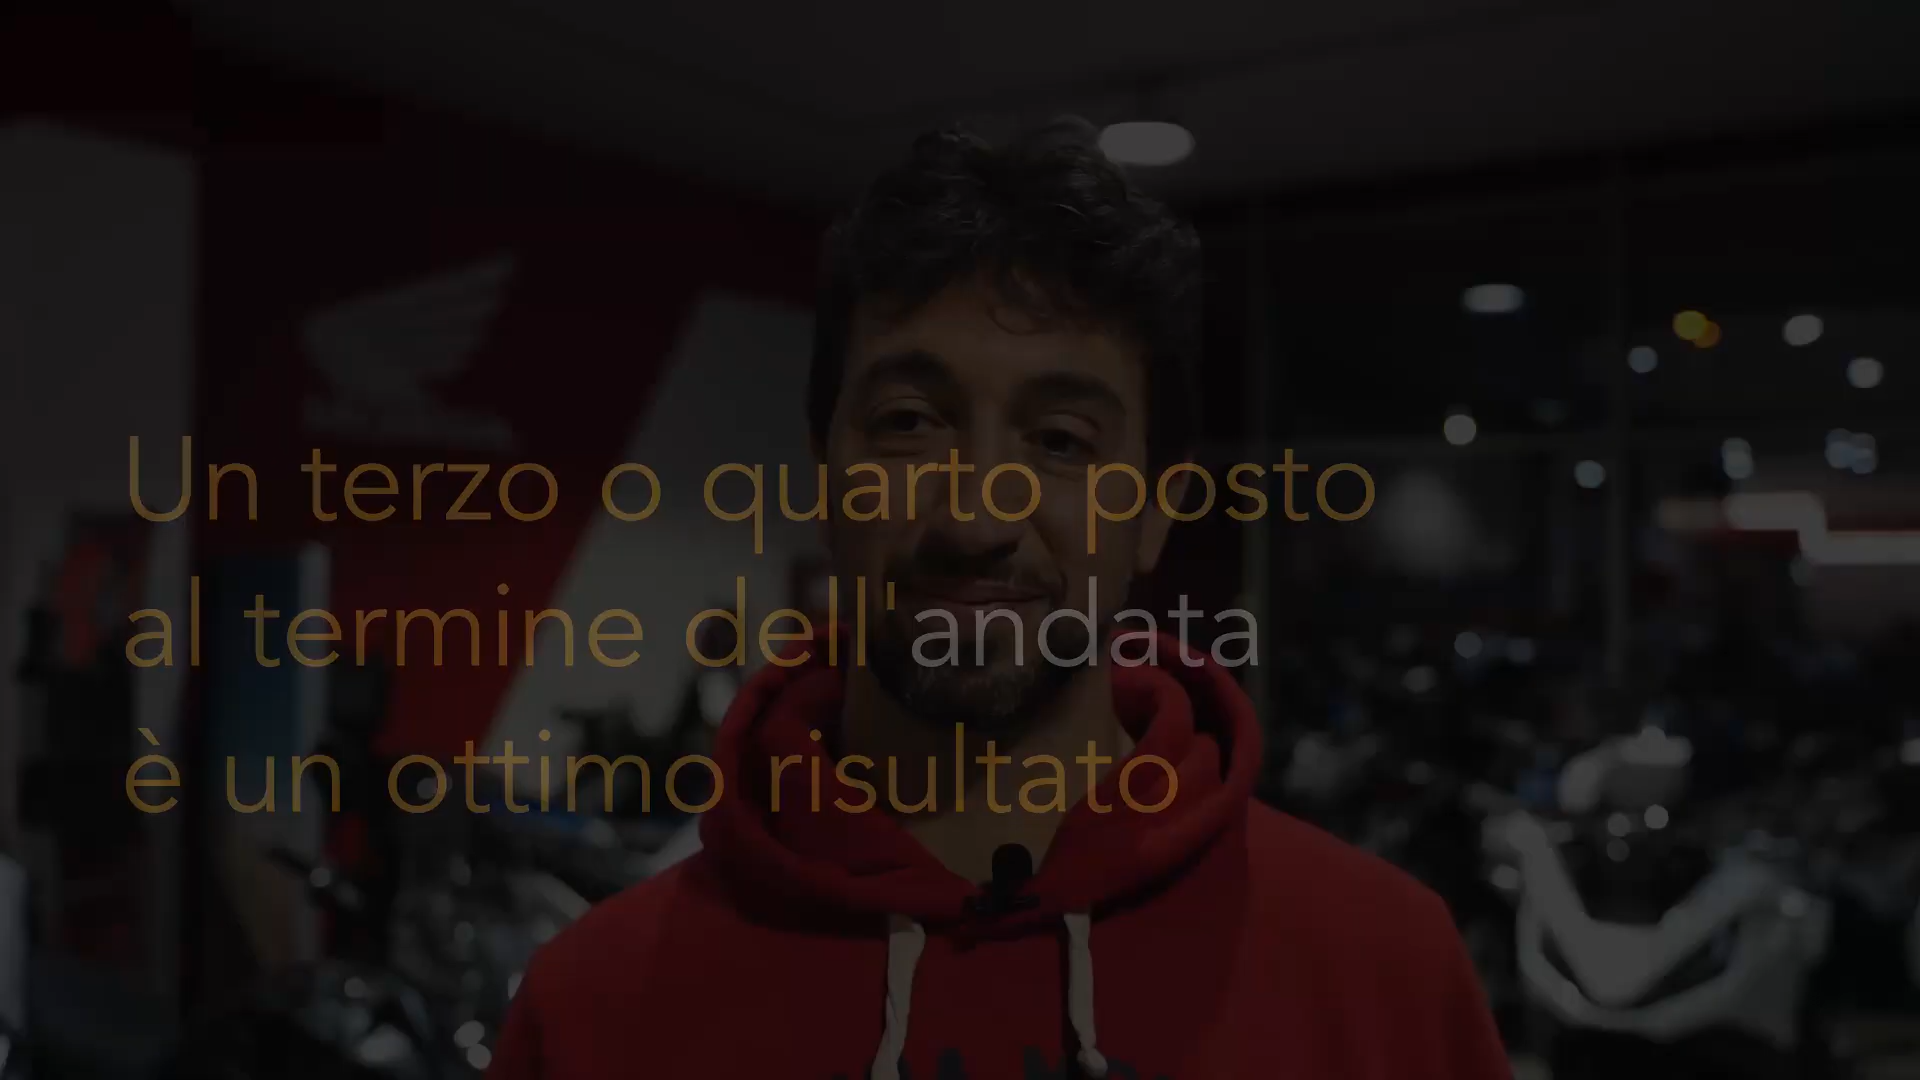 Un terzo o quarto posto
al termine dell'andata
è un ottimo risultato